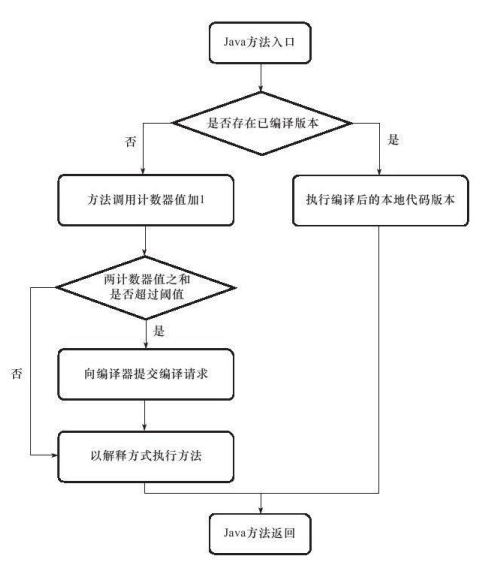 Java方法入口
是否存在已编译版本
否
是
方法调用计数器值加1
执行编译后的本地代码版本
两计数器值之和
是否超过阈值
是
否
向编译器提交编译请求
以解释方式执行方法
Java方法返回